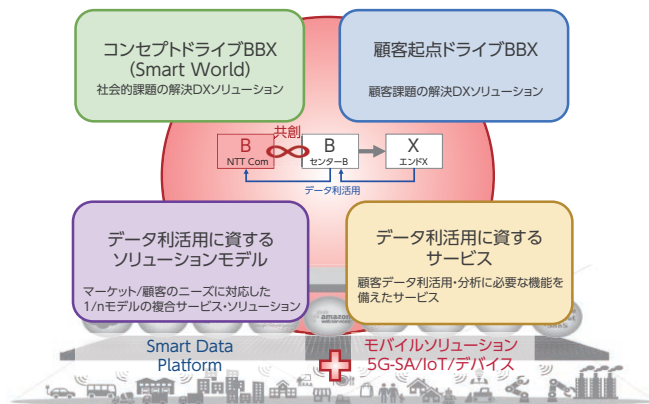 コンセプトドライブBBX
(Smart World)
社会的課題の解決DXソリューション
顧客起点ドライブBBX
顧客課題の解決DXソリューション
共創
B
NTT Com
B
センターB
X
エンドX
データ利活用
データ利活用に資する
ソリューションモデル
マーケット/顧客のニーズに対応した
1/nモデルの複合サービス・ソリューション
データ利活用に資する
サービス
顧客データ利活用・分析に必要な機能を
備えたサービス
amazon
Smart Data
Platform
モバイルソリューション
5G-SA/IoT/デバイス